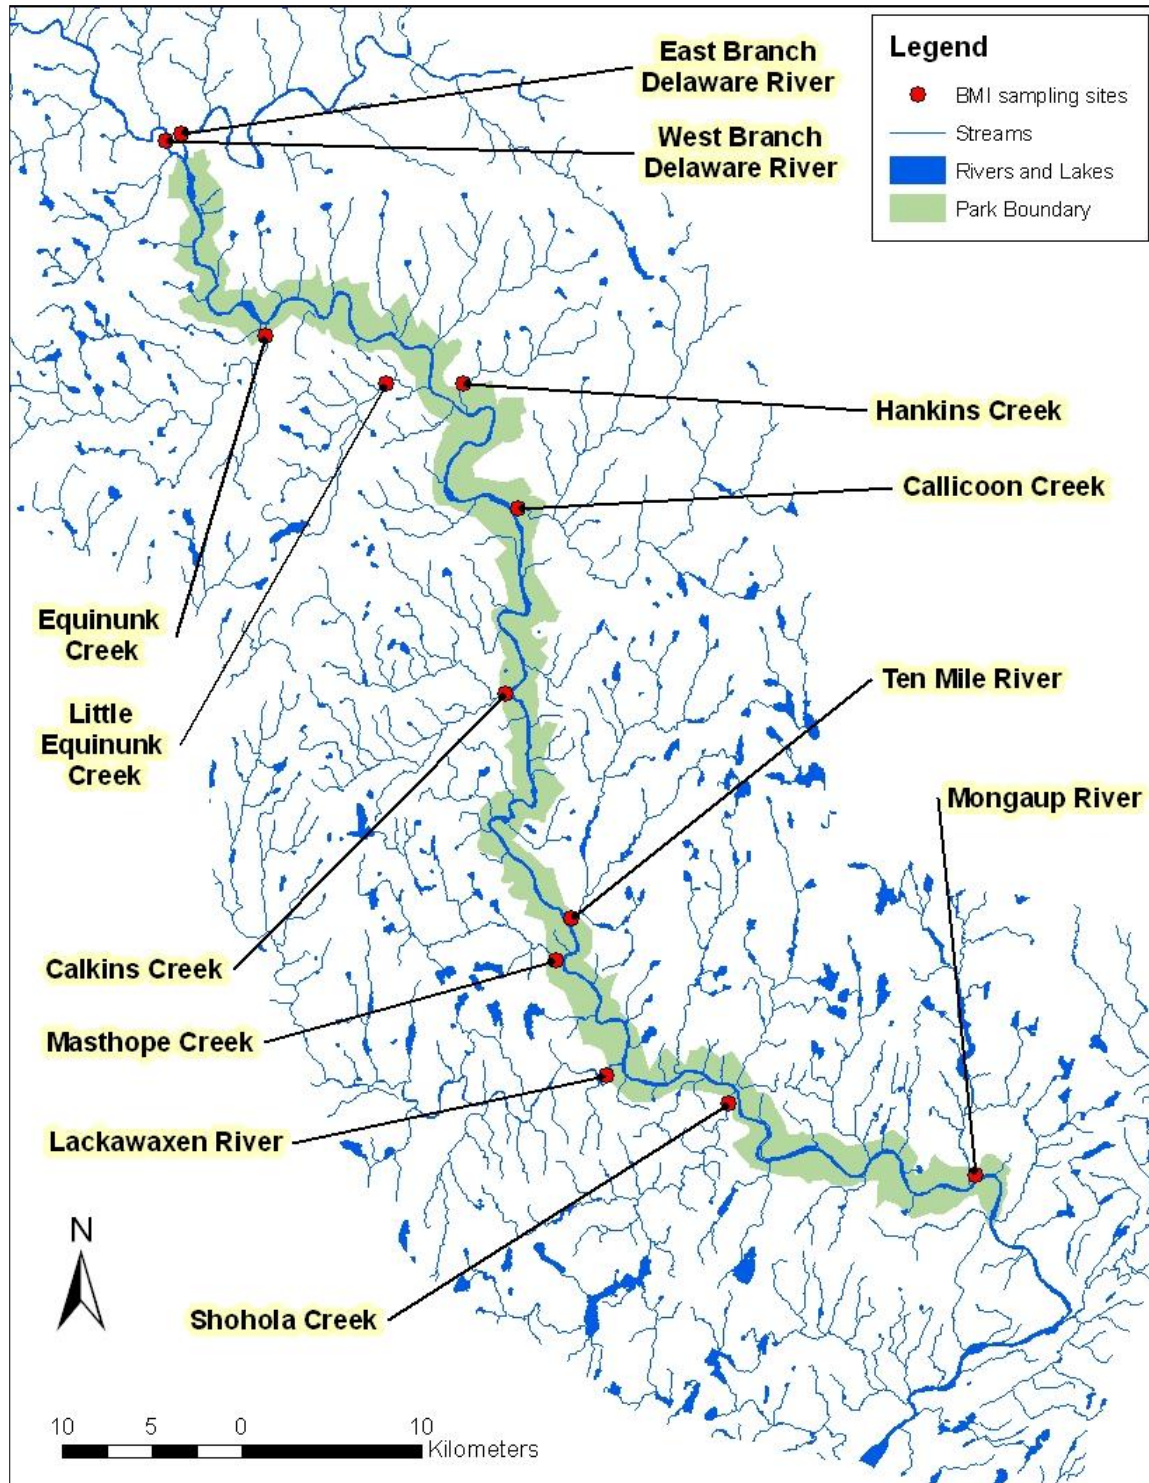 East Branch
Delaware River
West Branch
Delaware River
Legend
BMI sampling sites
Streams
Rivers and Lakes
Park Boundary
Hankins Creek
Callicoon Creek
Equinunk
Creek
Little
Equinunk
Creek
Ten Mile River
Mongaup River
Calkins Creek
Masthope Creek
Lackawaxen River
Shohola Creek
N
10 5 0 10
Kilometers